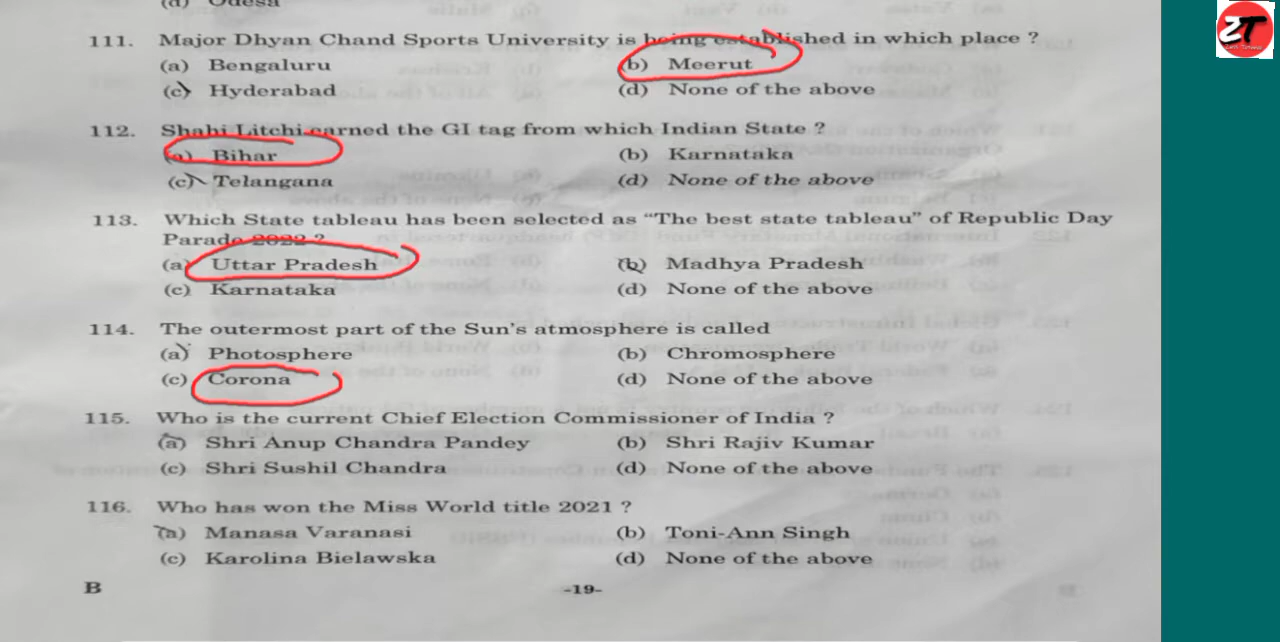 (d) Odesa
111. Major Dhyan Chand Sports University is being established in which place ?
(a) Bengaluru (b) Meerut
(c) Hyderabad (d) None of the above
112. Shahi Litchi earned the GI tag from which Indian State ?
(a) Bihar (b) Karnataka
(c) Telangana (d) None of the above
113. Which State tableau has been selected as “The best state tableau” of Republic Day
Parade 2022 ?
(a) Uttar Pradesh (b) Madhya Pradesh
(c) Karnataka (d) None of the above
114. The outermost part of the Sun’s atmosphere is called
(a) Photosphere (b) Chromosphere
(c) Corona (d) None of the above
115. Who is the current Chief Election Commissioner of India ?
(a) Shri Anup Chandra Pandey (b) Shri Rajiv Kumar
(c) Shri Sushil Chandra (d) None of the above
116. Who has won the Miss World title 2021 ?
(a) Manasa Varanasi (b) Toni-Ann Singh
(c) Karolina Bielawska (d) None of the above
B -19-
ZT